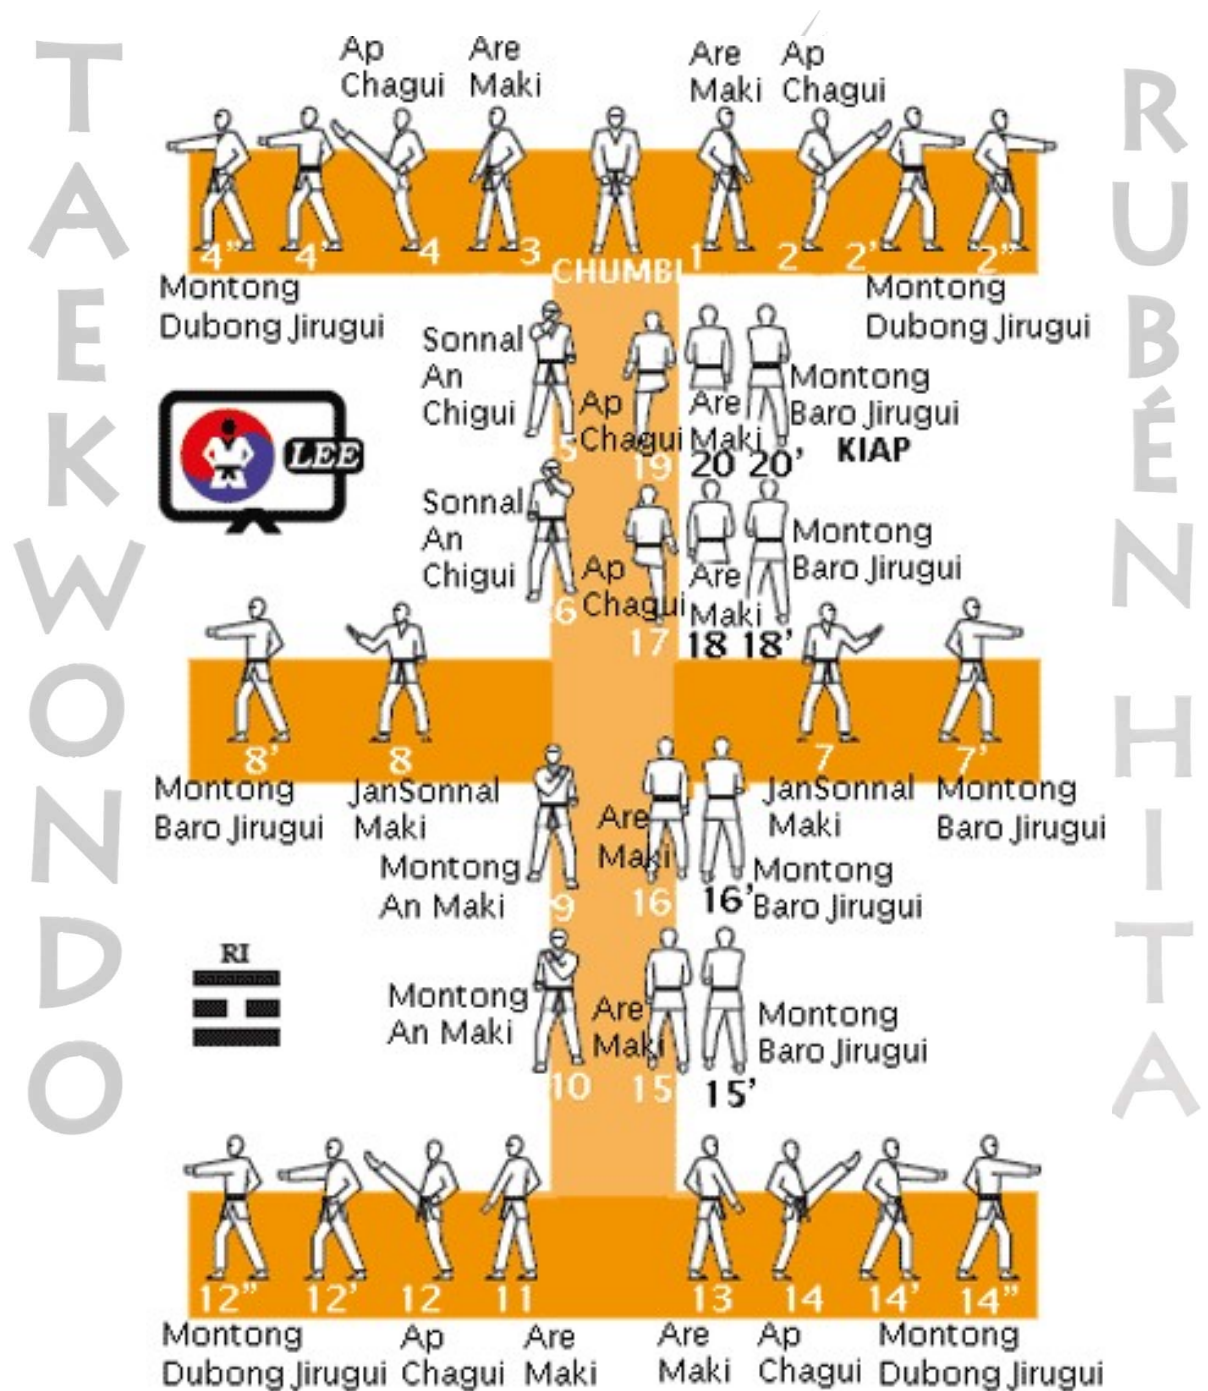 TAEKWONDO
RUBÉN HITA
Ap
Chagui
Are
Maki
Are
Maki
Ap
Chagui
4”
4’
4
3
CHUMBI
1
2
2’
2”
Montong
Dubong Jirugui
Montong
Dubong Jirugui
Sonnal
An
Chigui
5
Ap
Chagui
19
Are
Maki
20
20’
Montong
Baro Jirugui
KIAP
LEE
Sonnal
An
Chigui
6
Ap
Chagui
17
Are
Maki
18
18’
Montong
Baro Jirugui
8’
8
7
7’
Montong
Baro Jirugui
JanSonnal
Maki
JanSonnal
Maki
Montong
Baro Jirugui
Montong
An Maki
9
Are
Maki
16
16’
Montong
Baro Jirugui
RI
Montong
An Maki
10
Are
Maki
15
15’
Montong
Baro Jirugui
12”
12’
12
11
13
14
14’
14”
Montong
Dubong Jirugui
Ap
Chagui
Are
Maki
Are
Maki
Ap
Chagui
Montong
Dubong Jirugui